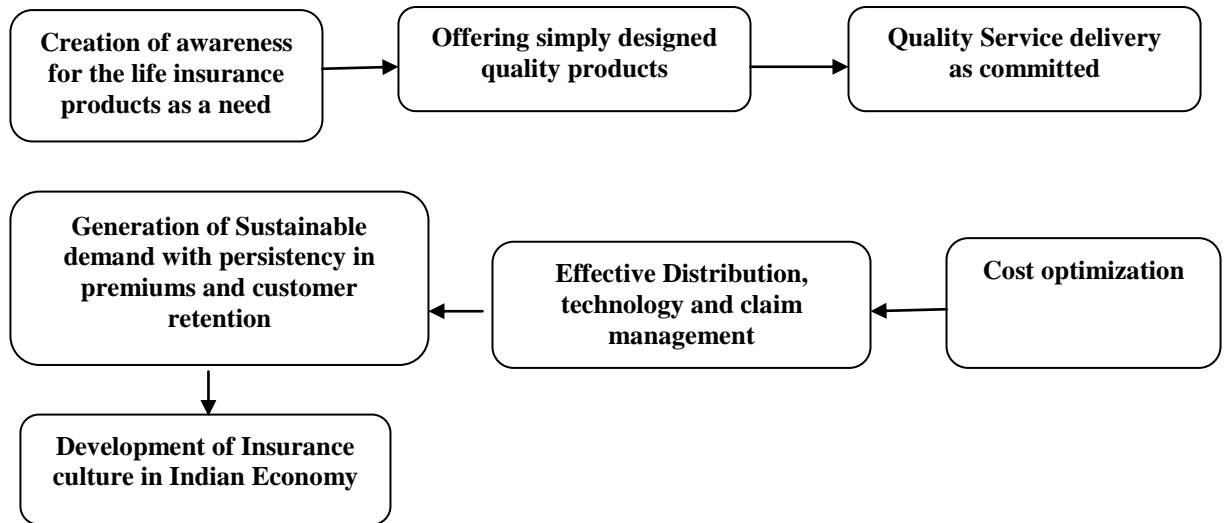 Creation of awareness
for the life insurance
products as a need
Offering simply designed
quality products
Quality Service delivery
as committed
Generation of Sustainable
demand with persistency in
premiums and customer
retention
Effective Distribution,
technology and claim
management
Cost optimization
Development of Insurance
culture in Indian Economy